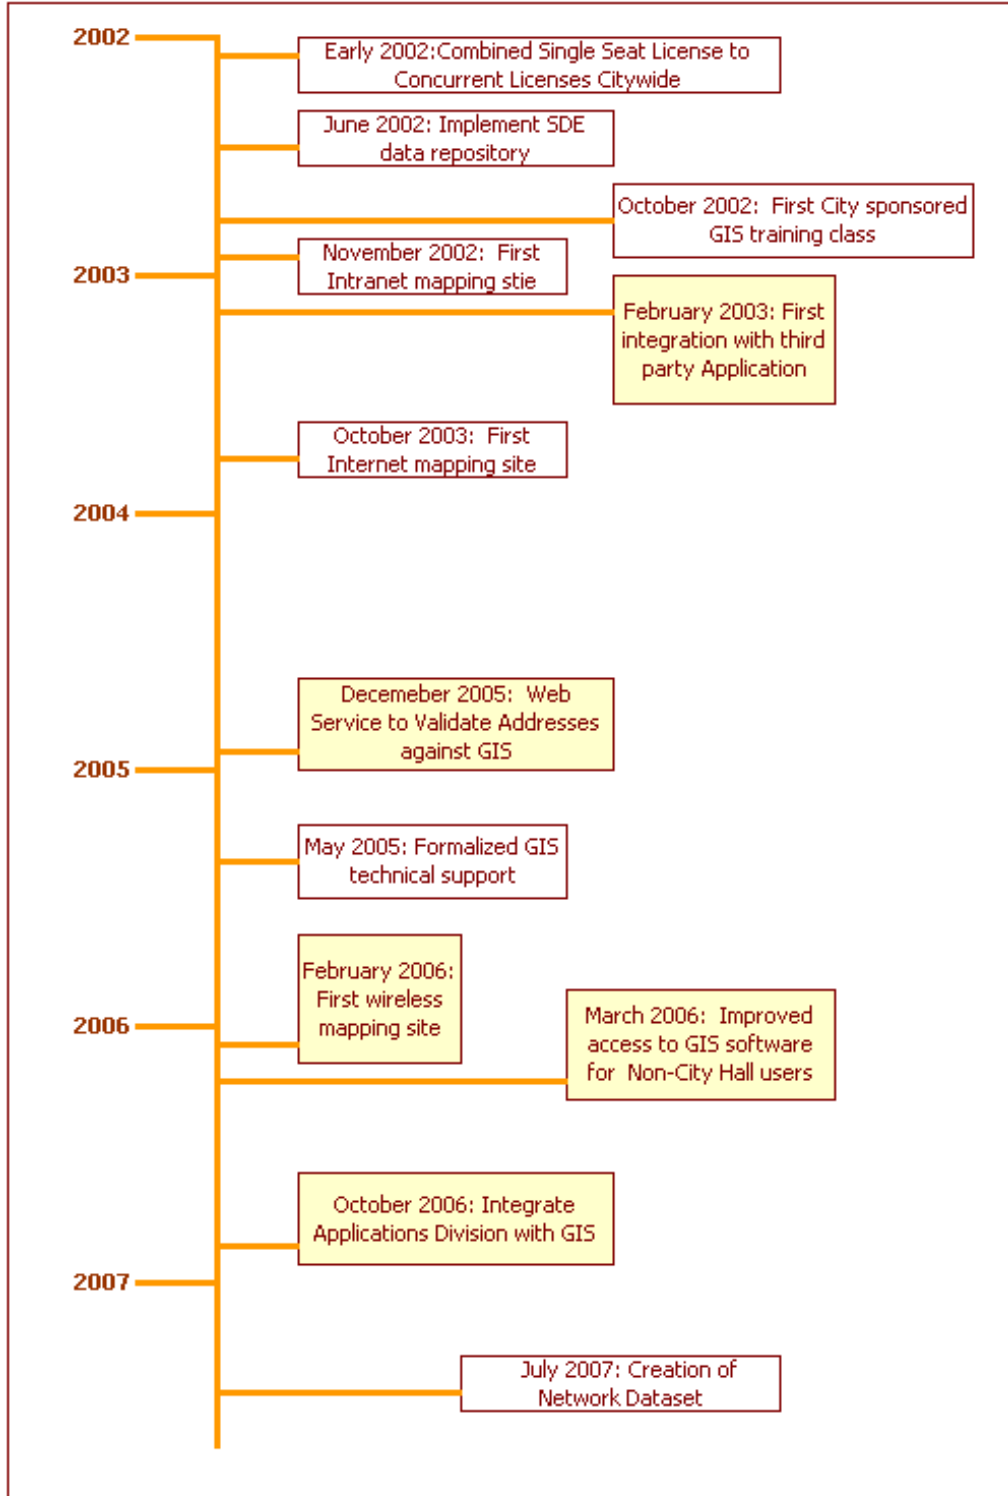 2002
Early 2002:Combined Single Seat License to
Concurrent Licenses Citywide
June 2002: Implement SDE
data repository
October 2002:  First City sponsored
GIS training class
November 2002:  First
Intranet mapping stie
2003
February 2003: First
integration with third
party Application
October 2003:  First
Internet mapping site
2004
Decemeber 2005:  Web
Service to Validate Addresses
against GIS
2005
May 2005: Formalized GIS
technical support
February 2006:
First wireless
mapping site
2006
March 2006:  Improved
access to GIS software
for  Non-City Hall users
October 2006: Integrate
Applications Division with GIS
2007
July 2007: Creation of
Network Dataset